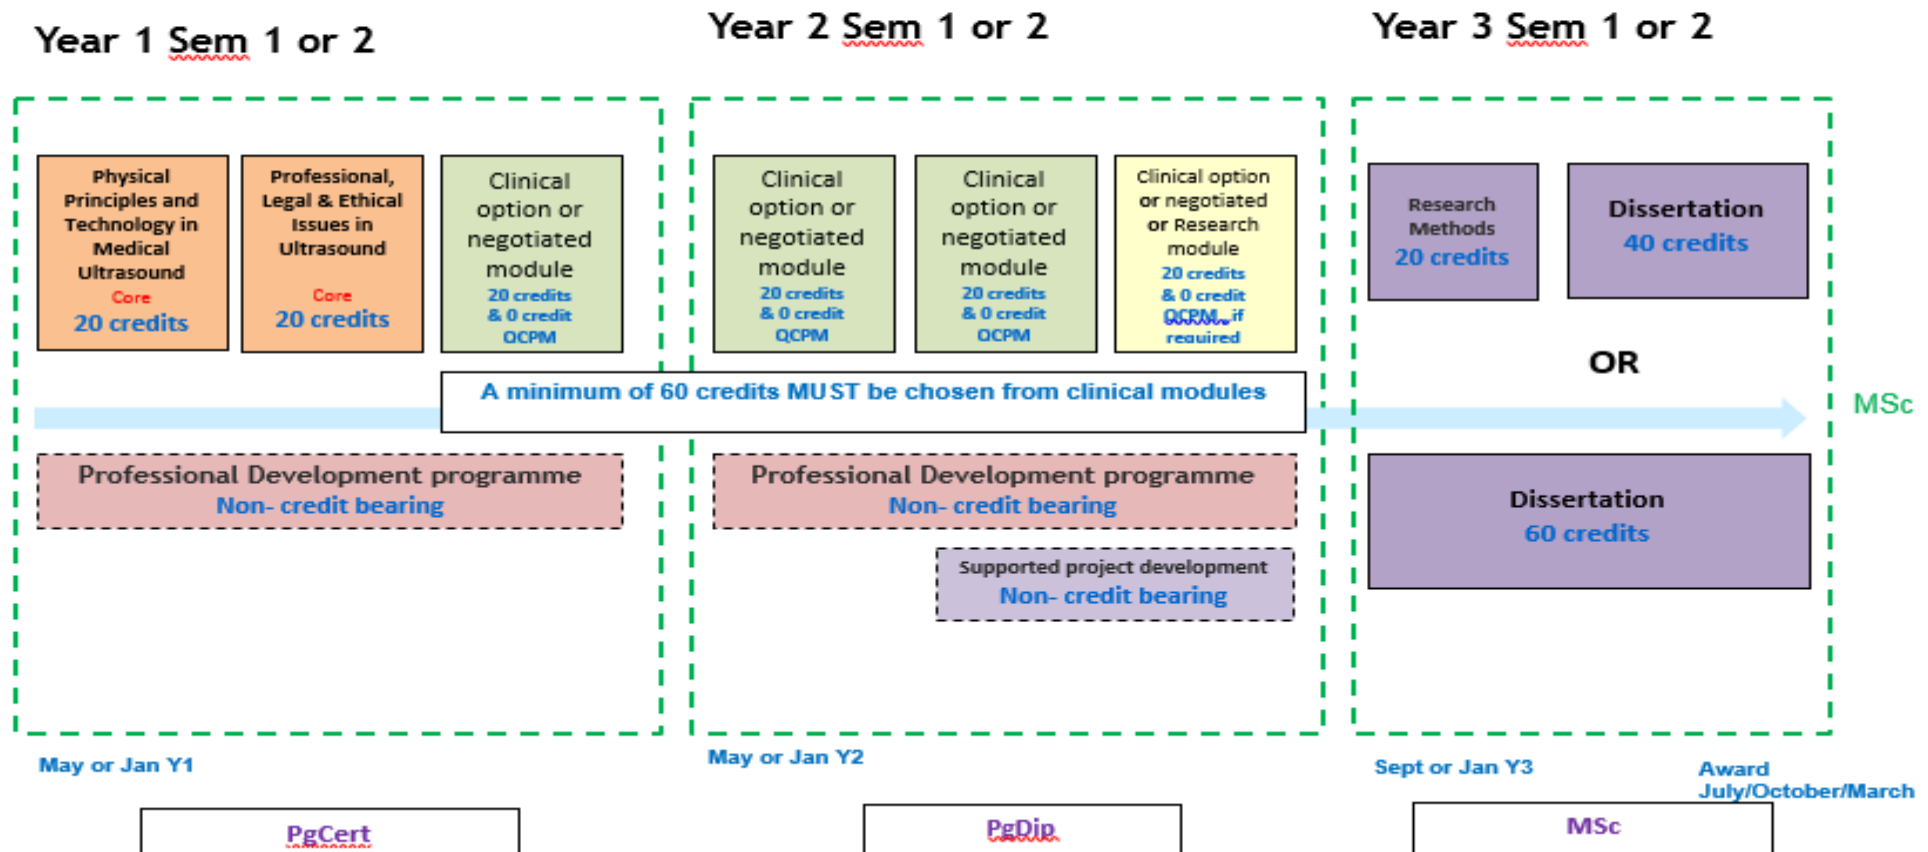 Year 1 Sem 1 or 2
Year 2 Sem 1 or 2
Year 3 Sem 1 or 2
Physical
Principles and
Technology in
Medical
Ultrasound
Core
20 credits
Professional,
Legal & Ethical
Issues in
Ultrasound
Core
20 credits
Clinical
option or
negotiated
module
20 credits
& 0 credit
QCPM
Clinical
option or
negotiated
module
20 credits
& 0 credit
QCPM
Clinical
option or
negotiated
module
20 credits
& 0 credit
QCPM
Clinical option
or negotiated
or Research
module
20 credits
& 0 credit
QCPM if
required
Research
Methods
20 credits
Dissertation
40 credits
OR
A minimum of 60 credits MUST be chosen from clinical modules
MSc
Professional Development programme
Non- credit bearing
Professional Development programme
Non- credit bearing
Supported project development
Non- credit bearing
Dissertation
60 credits
May or Jan Y1
May or Jan Y2
Sept or Jan Y3
Award
July/October/March
PgCert
PgDip
MSc